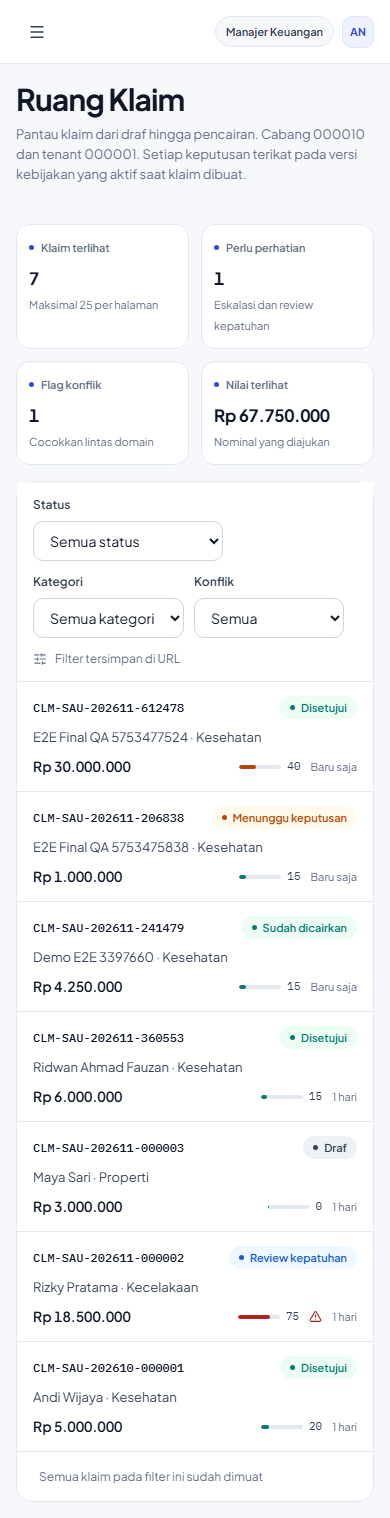 Manajer Keuangan
AN
Ruang Klaim
Pantau klaim dari draf hingga pencairan. Cabang 000010
dan tenant 000001. Setiap keputusan terikat pada versi
kebijakan yang aktif saat klaim dibuat.
Klaim terlihat
7
Maksimal 25 per halaman
Perlu perhatian
1
Eskalasi dan review
kepatuhan
Flag konflik
1
Cocokkan lintas domain
Nilai terlihat
Rp 67.750.000
Nominal yang diajukan
Status
Semua status
Kategori
Konflik
Semua kategori
Semua
Filter tersimpan di URL
CLM-SAU-202611-612478
Disetujui
E2E Final QA 5753477524 · Kesehatan
Rp 30.000.000
40
Baru saja
CLM-SAU-202611-206838
Menunggu keputusan
E2E Final QA 5753475838 · Kesehatan
Rp 1.000.000
15
Baru saja
CLM-SAU-202611-241479
Sudah dicairkan
Demo E2E 3397660 · Kesehatan
Rp 4.250.000
15
Baru saja
CLM-SAU-202611-360553
Disetujui
Ridwan Ahmad Fauzan · Kesehatan
Rp 6.000.000
15
1 hari
CLM-SAU-202611-000003
Draf
Maya Sari · Properti
Rp 3.000.000
0
1 hari
CLM-SAU-202611-000002
Review kepatuhan
Rizky Pratama · Kecelakaan
Rp 18.500.000
75
1 hari
CLM-SAU-202610-000001
Disetujui
Andi Wijaya · Kesehatan
Rp 5.000.000
20
1 hari
Semua klaim pada filter ini sudah dimuat